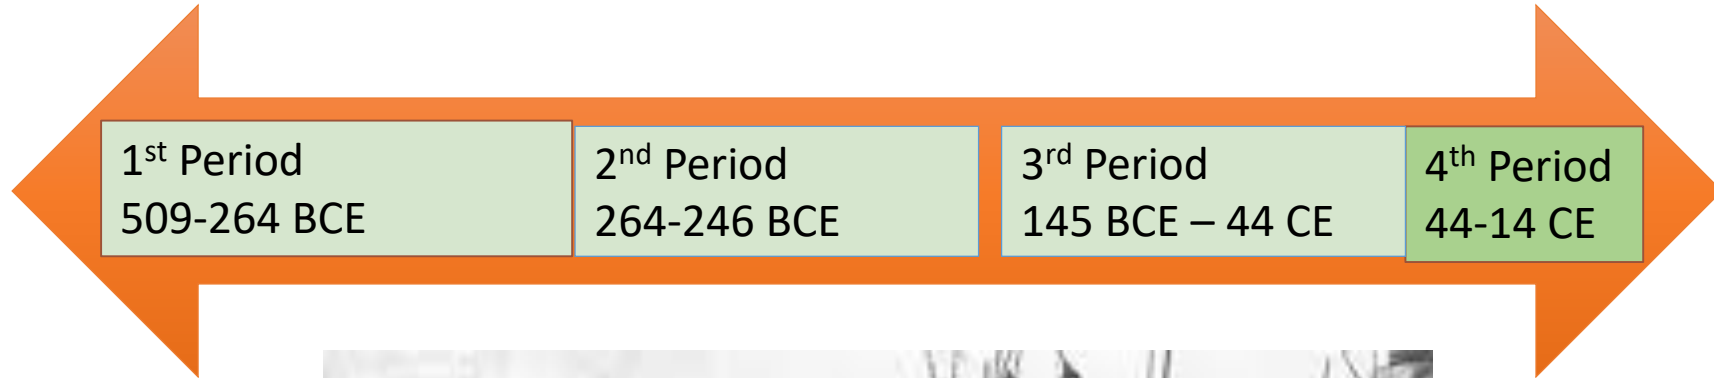 1st Period
509-264 BCE
2nd Period
264-246 BCE
3rd Period
145 BCE – 44 CE
4th Period
44-14 CE